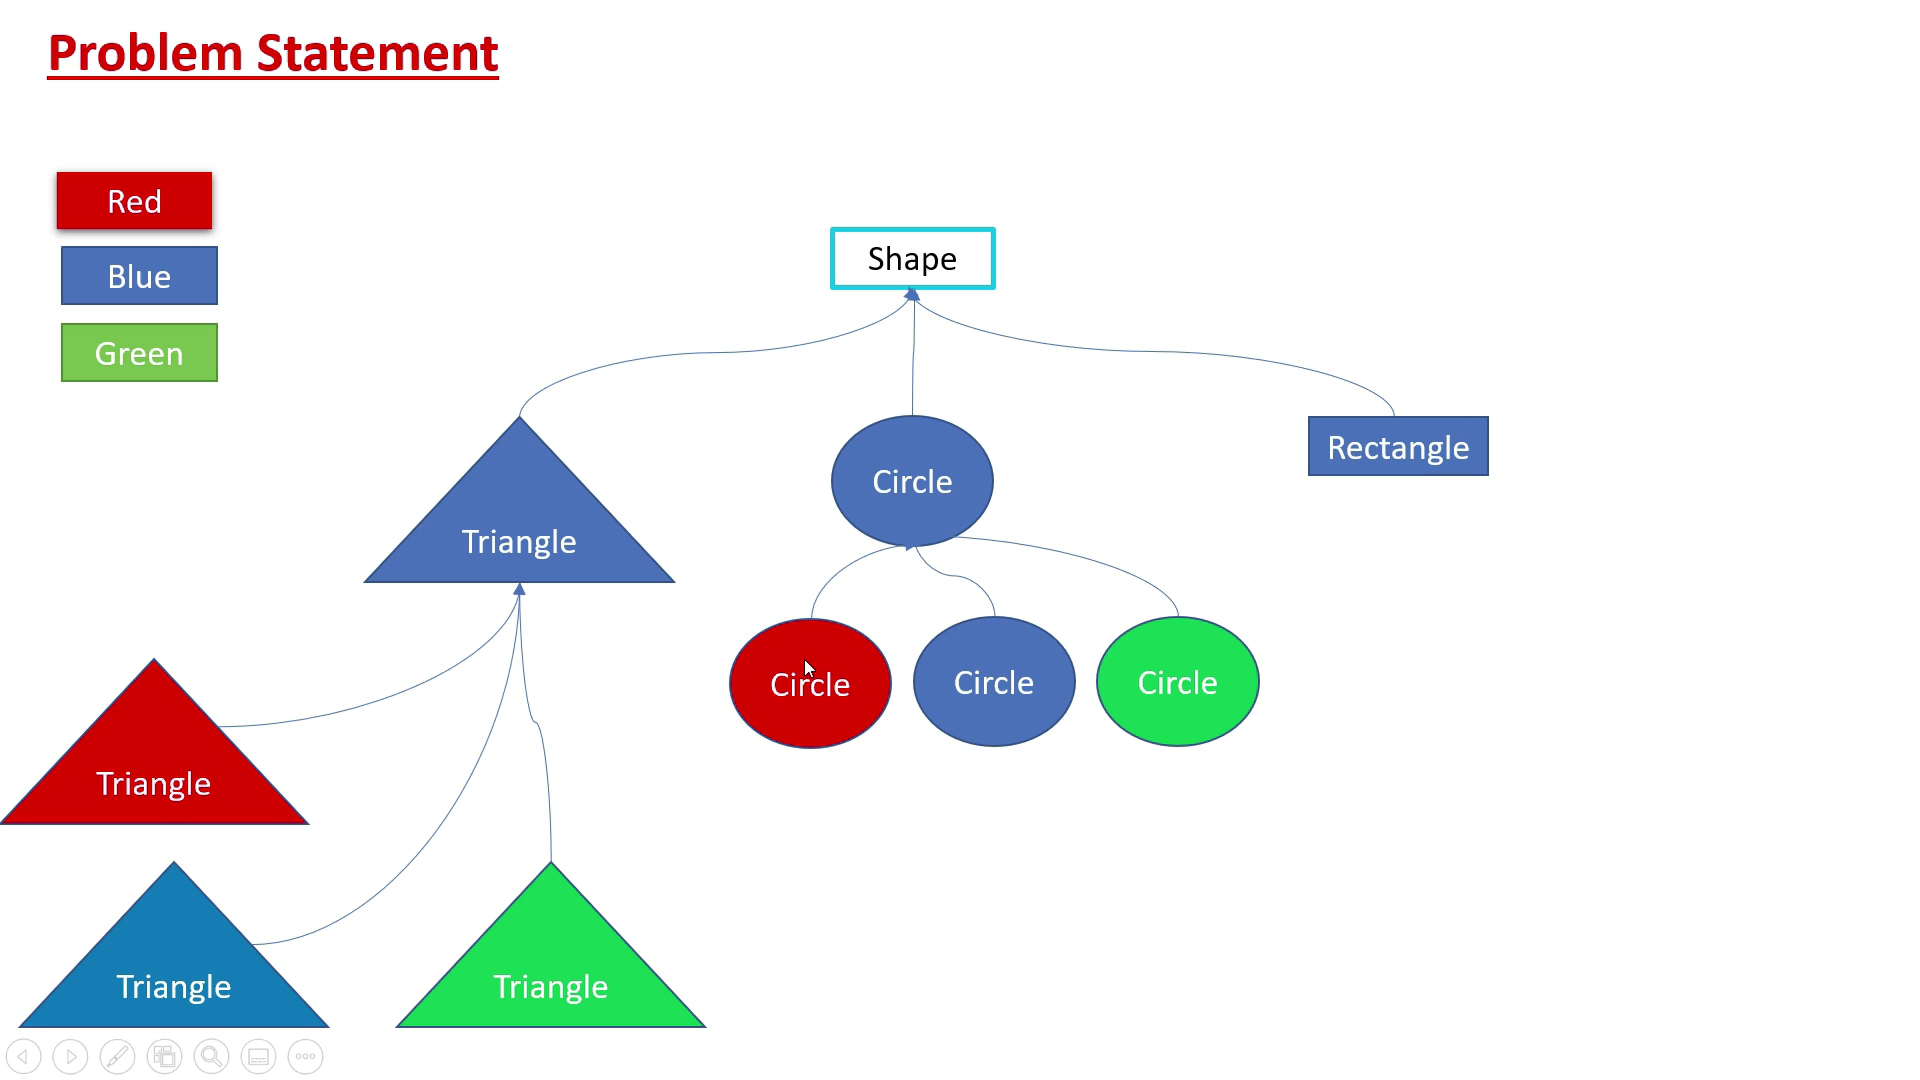 Problem Statement
Red
Blue
Green
Shape
Triangle
Circle
Rectangle
Circle
Circle
Circle
Triangle
Triangle
Triangle